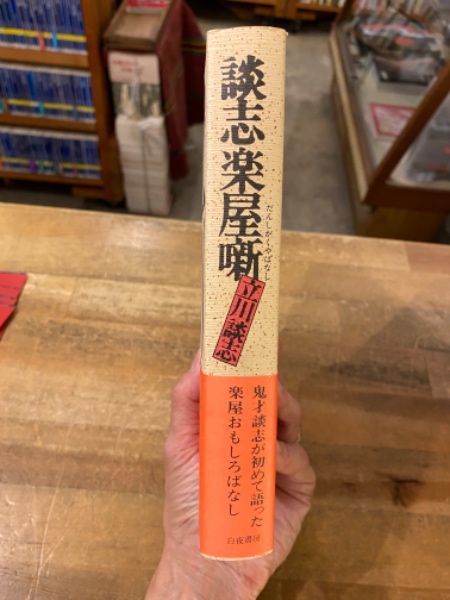 談志楽屋噺
だんしがくやばなし
立川談志
鬼才談志が初めて語った
楽屋おもしろばなし
白夜書房